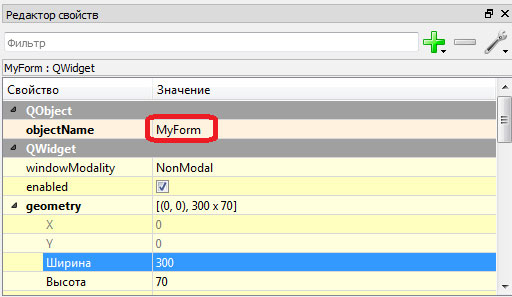 Редактор свойств
Фильтр
MyForm : QWidget
Свойство Значение
QObject
objectName MyForm
QWidget
windowModality NonModal
enabled
geometry [(0, 0), 300 x 70]
X 0
Y 0
Ширина 300
Высота 70